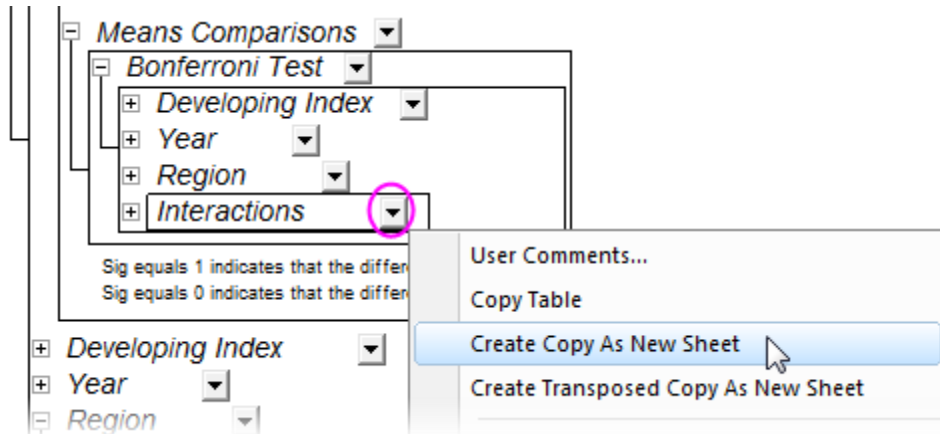 Means Comparisons
Bonferroni Test
Developing Index
Year
Region
Interactions
Sig equals 1 indicates that the differ
Sig equals 0 indicates that the differ
User Comments...
Copy Table
Create Copy As New Sheet
Create Transposed Copy As New Sheet
Developing Index
Year
Region